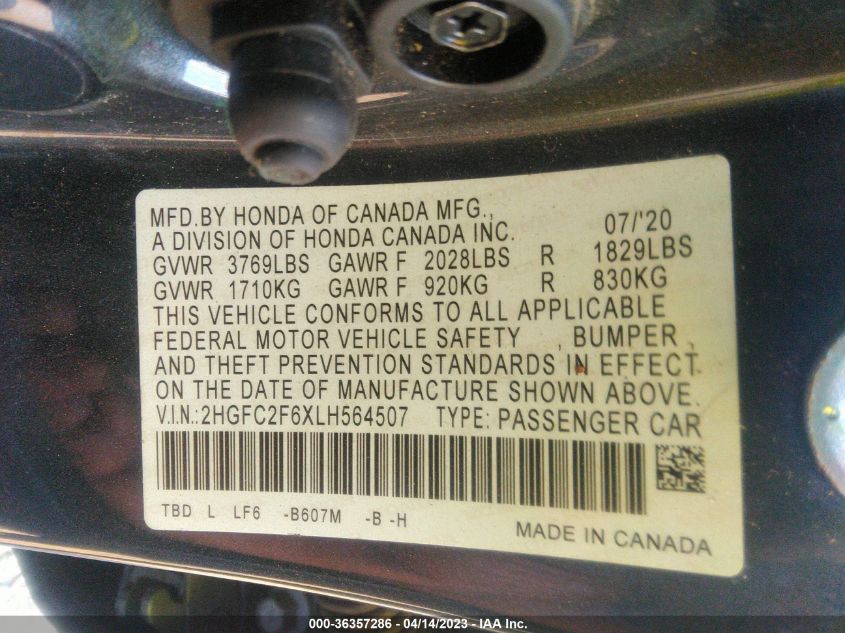 MFD.BY HONDA OF CANADA MFG., 07/'20
A DIVISION OF HONDA CANADA INC.
GVWR 3769LBS GAWR F 2028LBS R 1829LBS
GVWR 1710KG GAWR F 920KG R 830KG
THIS VEHICLE CONFORMS TO ALL APPLICABLE
FEDERAL MOTOR VEHICLE SAFETY , BUMPER ,
AND THEFT PREVENTION STANDARDS IN EFFECT
ON THE DATE OF MANUFACTURE SHOWN ABOVE.
V.I.N.:2HGFC2F6XLH564507 TYPE: PASSENGER CAR
TBD L LF6 -B607M -B -H
MADE IN CANADA
000-36357286 - 04/14/2023 - IAA Inc.